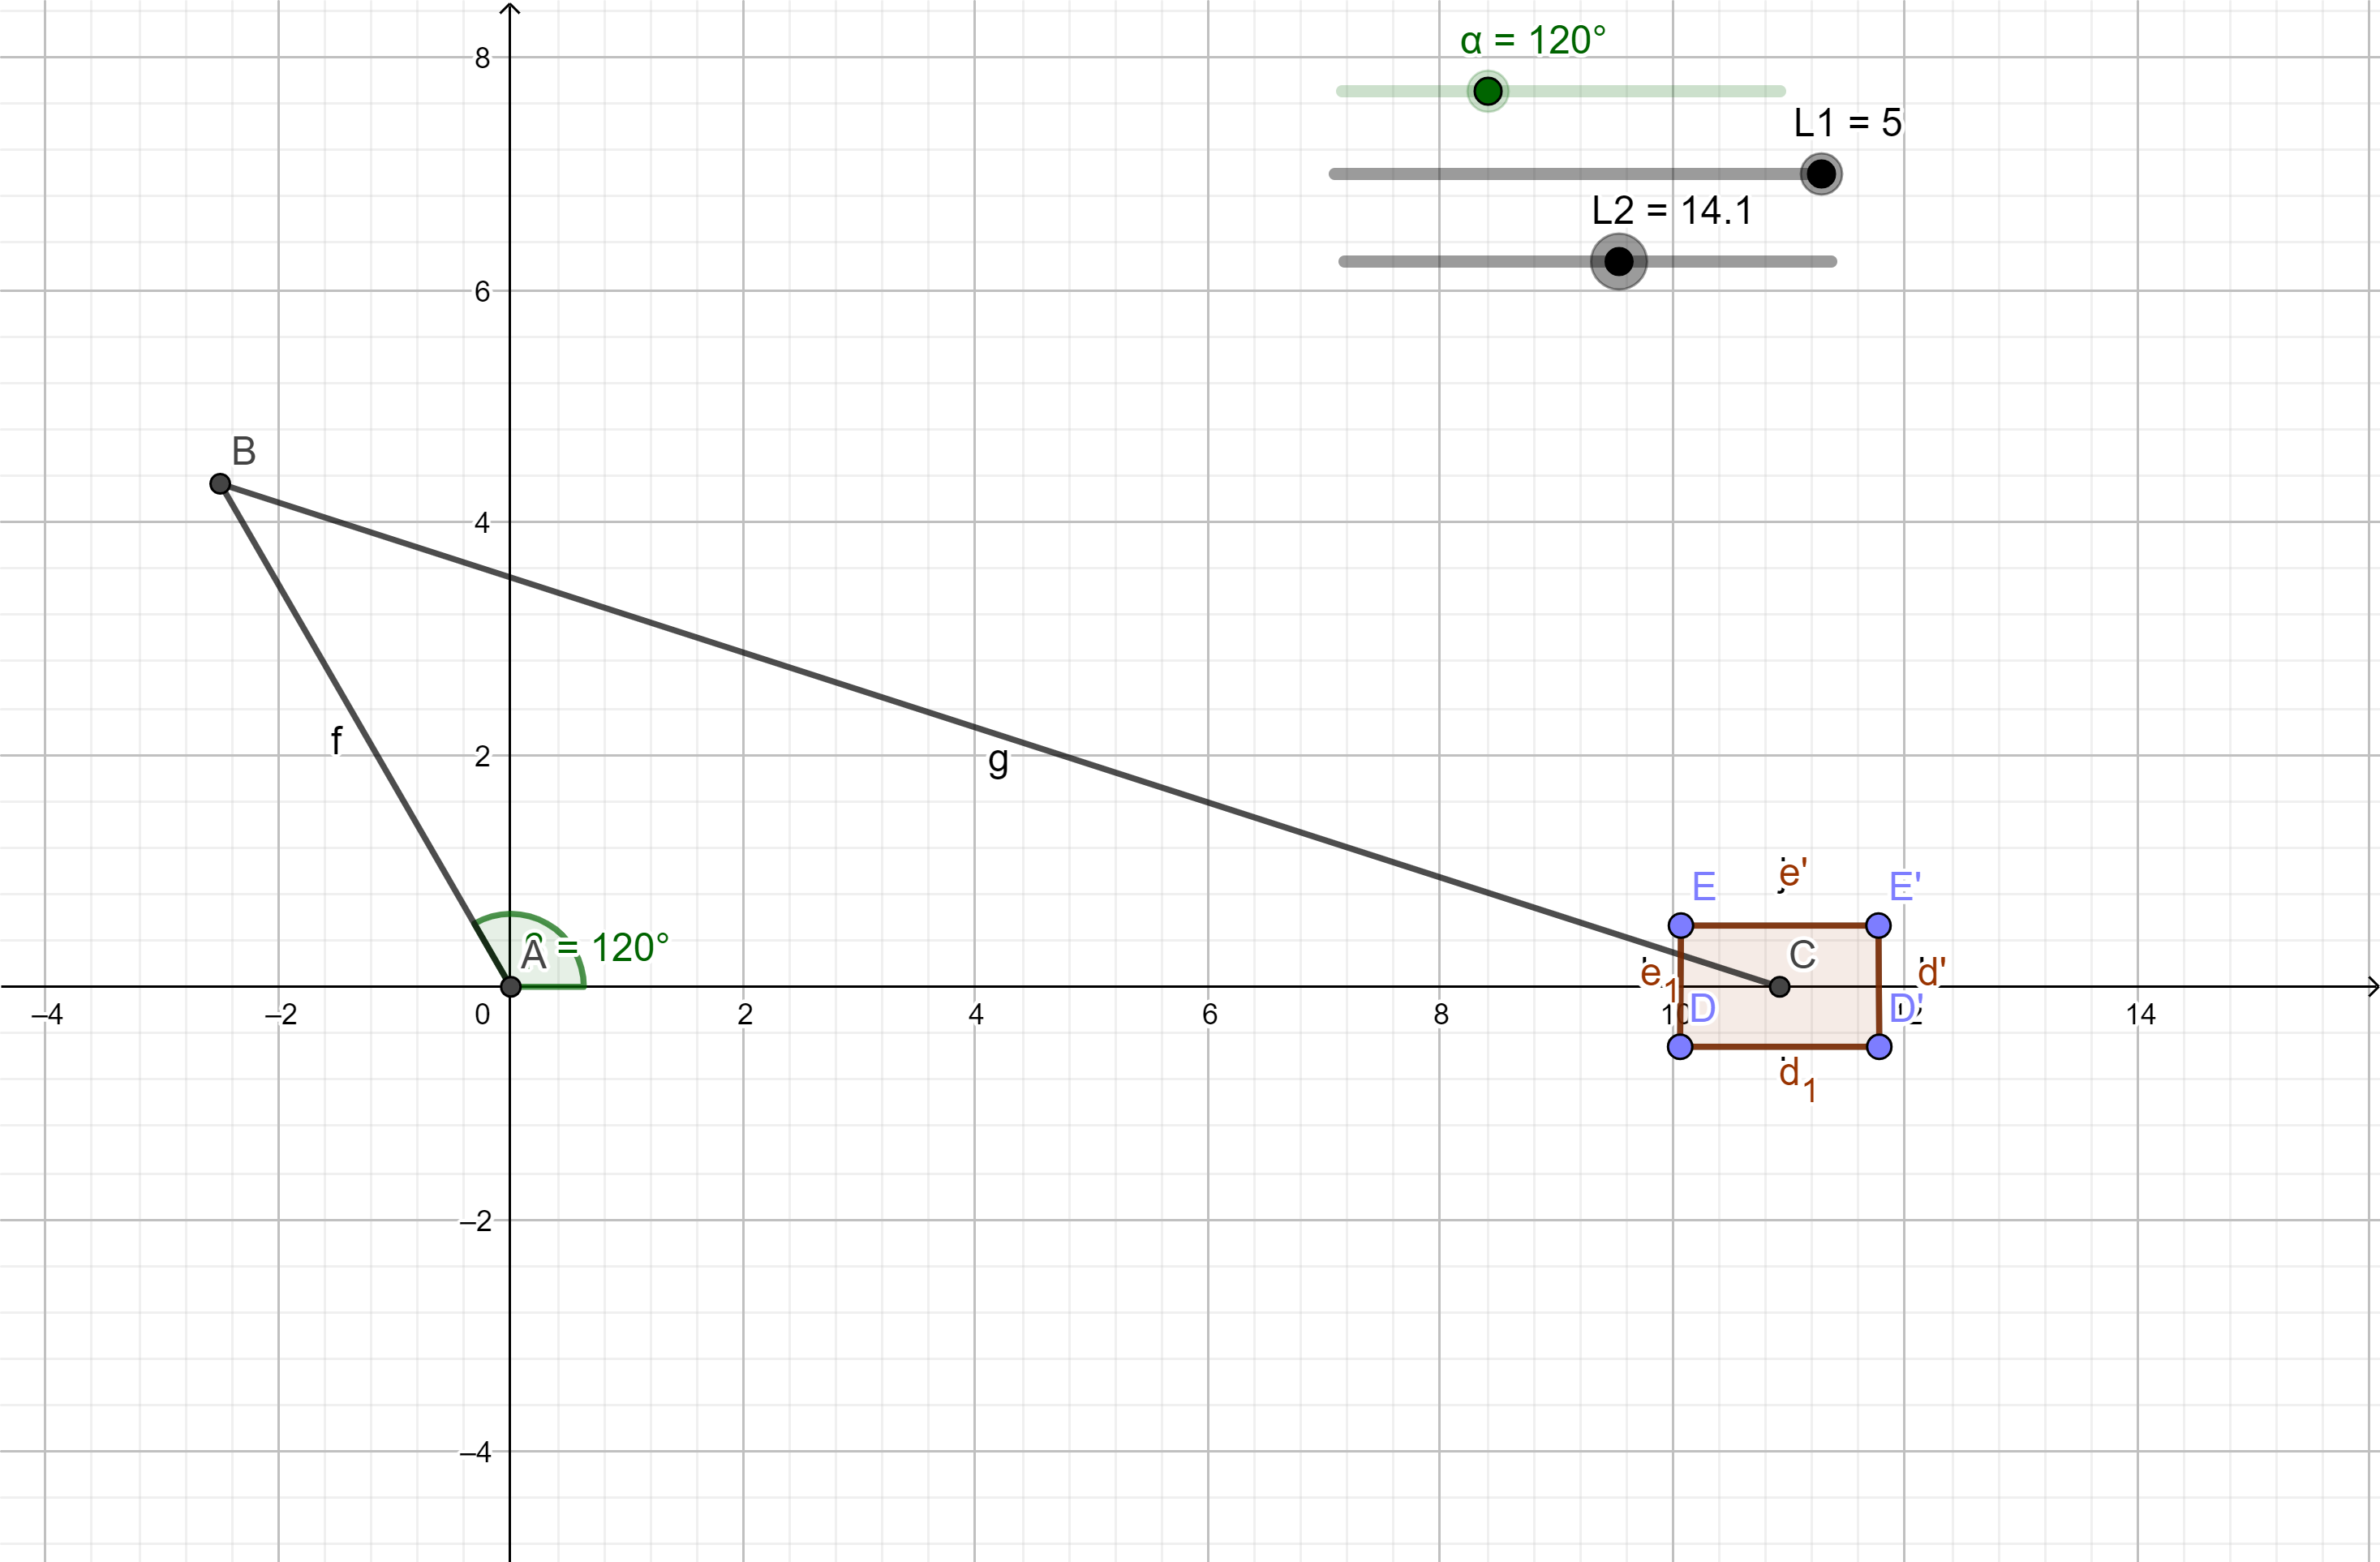 8
α = 120°
L1 = 5
L2 = 14.1
6
B
4
f
2
g
e'
E
E'
= 120°
A
C
e₁
d'
D
D'
–4
–2
0
2
4
6
8
14
d₁
–2
–4